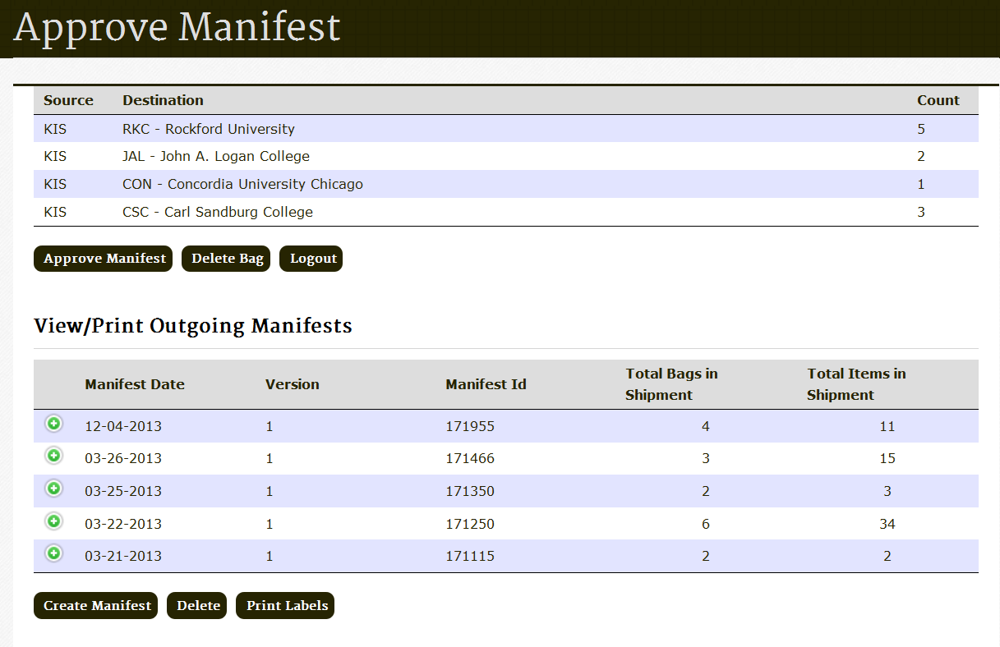 Approve Manifest
Source Destination Count
KIS RKC - Rockford University 5
KIS JAL - John A. Logan College 2
KIS CON - Concordia University Chicago 1
KIS CSC - Carl Sandburg College 3
Approve Manifest Delete Bag Logout
View/Print Outgoing Manifests
Manifest Date Version Manifest Id Total Bags in Shipment Total Items in Shipment
12-04-2013 1 171955 4 11
03-26-2013 1 171466 3 15
03-25-2013 1 171350 2 3
03-22-2013 1 171250 6 34
03-21-2013 1 171115 2 2
Create Manifest Delete Print Labels